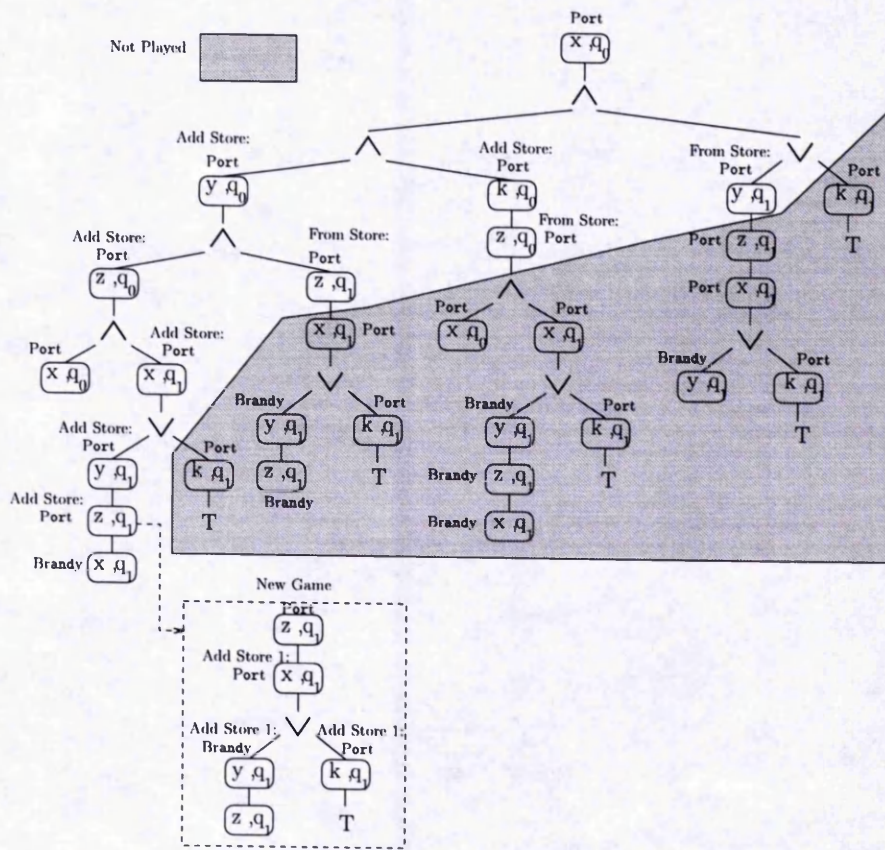 Port
Not Played
x ,q0
∧
Add Store: Port
∧
Add Store: Port
From Store: Port
∨
Port
y ,q0
k ,q0
y ,q1
k ,q1
T
∧
From Store: Port
z ,q0
Port
z ,q1
Add Store: Port
From Store: Port
z ,q0
z ,q1
∧
Port
x ,q1
∧
Add Store: Port
x ,q1
Port
Port
x ,q0
Port
x ,q1
∨
Port
x ,q0
x ,q1
∨
∨
Brandy
y ,q1
Port
k ,q1
T
Add Store: Port
∨
Brandy
y ,q1
Port
k ,q1
T
Brandy
y ,q1
Port
k ,q1
T
y ,q1
Port
k ,q1
T
z ,q1
Brandy
z ,q1
Add Store: Port
z ,q1
Brandy
x ,q1
Brandy
x ,q1
New Game
Port
z ,q1
Add Store 1: Port
x ,q1
∨
Add Store 1: Brandy
Add Store 1: Port
y ,q1
k ,q1
z ,q1
T